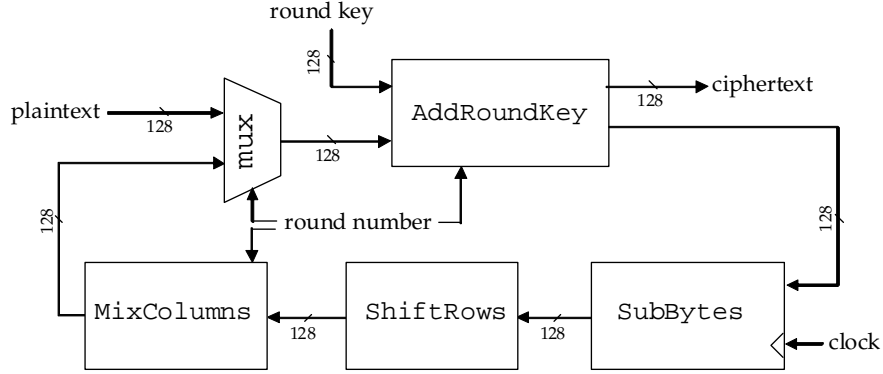 round key
128
plaintext
128
mux
128
AddRoundKey
128
ciphertext
round number
128
128
MixColumns
128
ShiftRows
128
SubBytes
clock